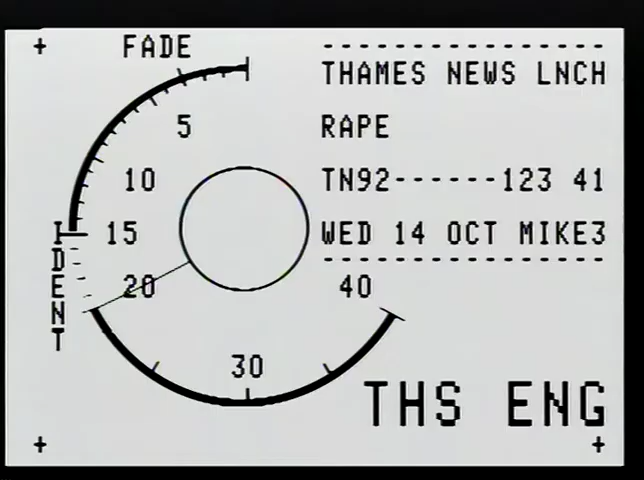 FADE
THAMES NEWS LNCH
RAPE
TN92------123 41
WED 14 OCT MIKE3
5
10
15
20
30
40
IDENT
THS ENG